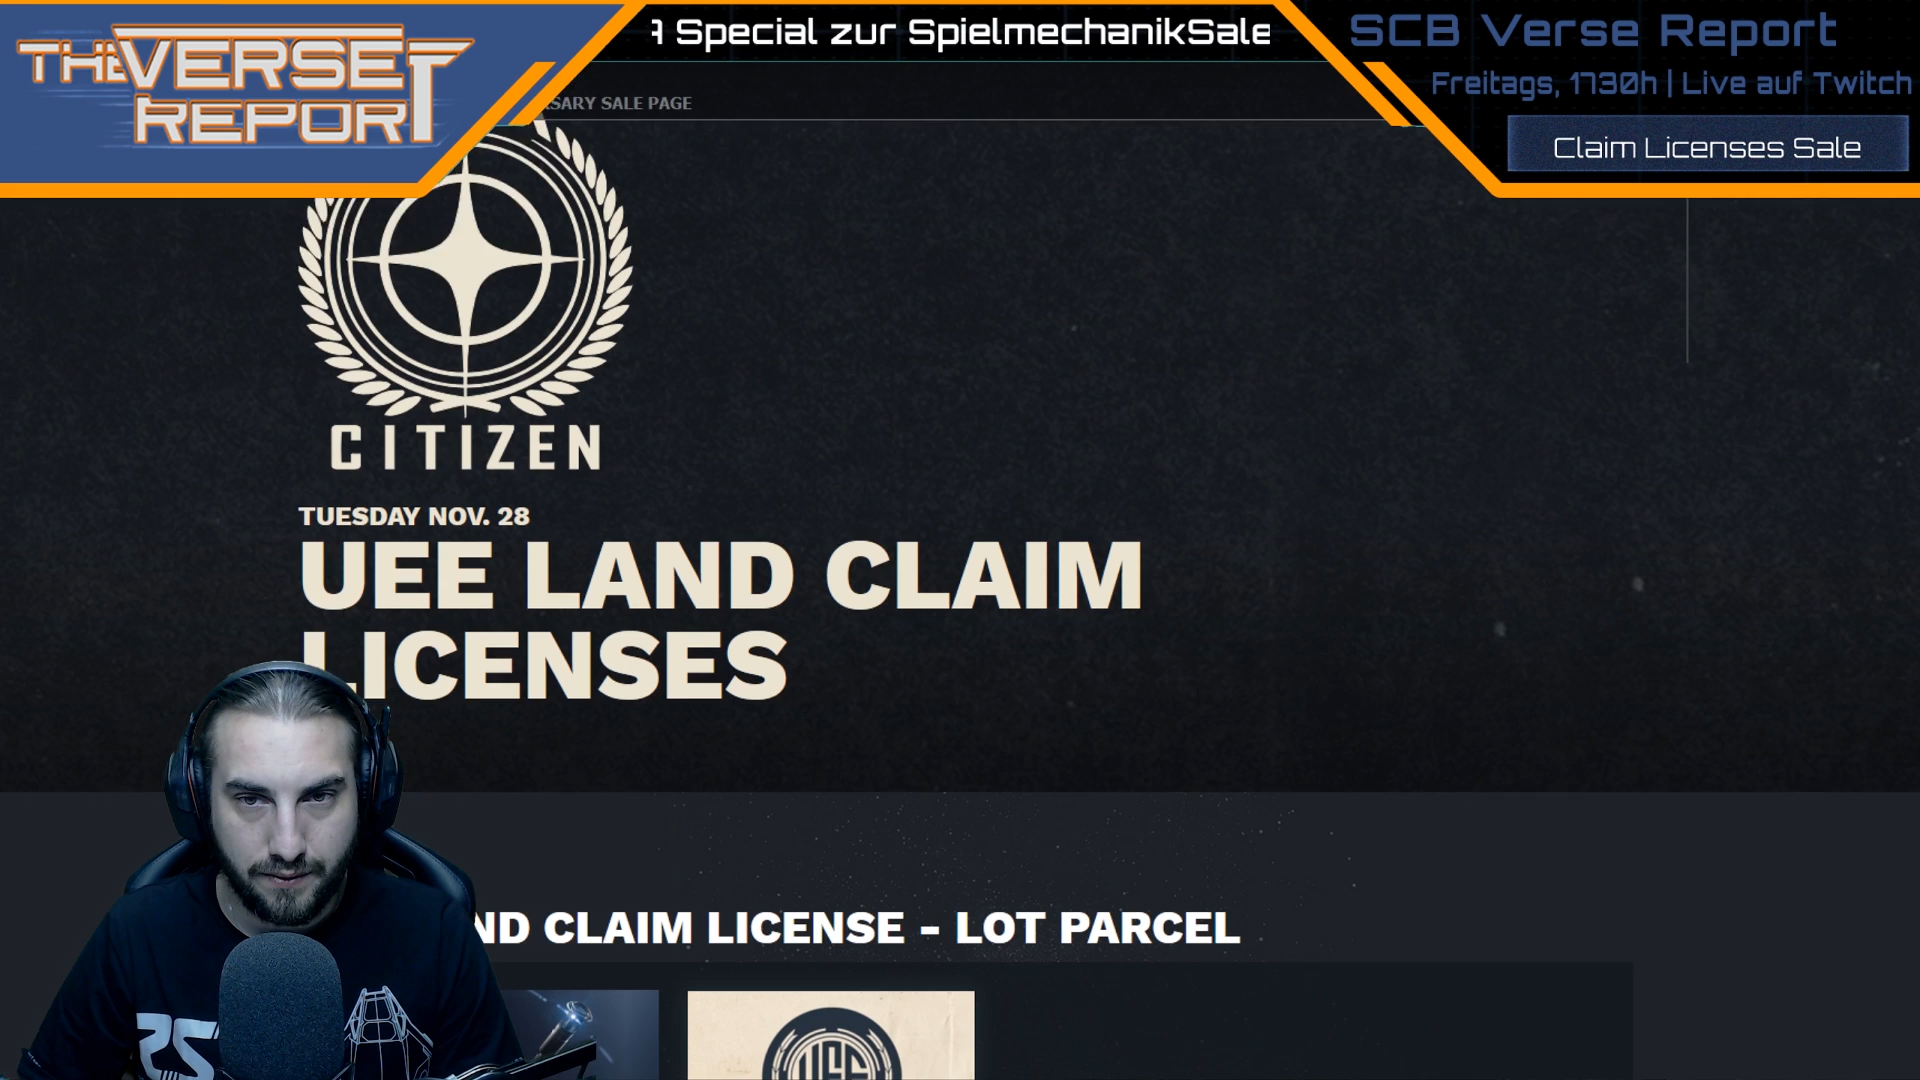 THE VERSE
REPORT
Special zur SpielmechanikSale
SCB Verse Report
Freitags, 1730h | Live auf Twitch
Claim Licenses Sale
SALE PAGE
CITIZEN
TUESDAY NOV. 28
UEE LAND CLAIM
LICENSES
CLAIM LICENSE - LOT PARCEL
UEE